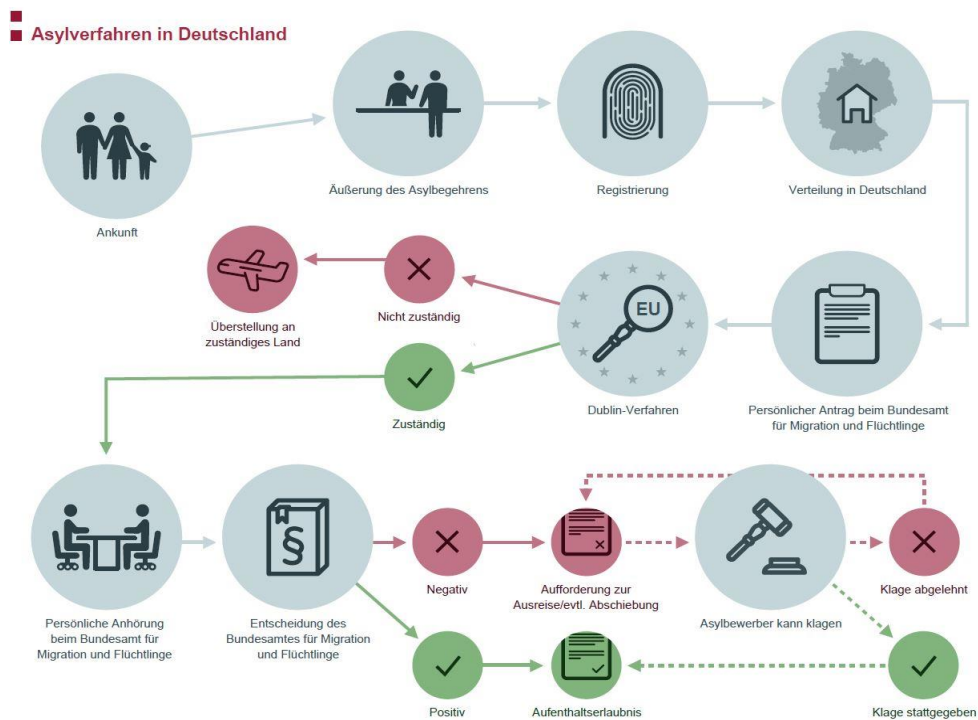 Asylverfahren in Deutschland
Ankunft
Äußerung des Asylbegehrens
Registrierung
Verteilung in Deutschland
Persönlicher Antrag beim Bundesamt
für Migration und Flüchtlinge
EU
Dublin-Verfahren
Nicht zuständig
Überstellung an
zuständiges Land
Zuständig
Persönliche Anhörung
beim Bundesamt für
Migration und Flüchtlinge
§
Entscheidung des
Bundesamtes für Migration
und Flüchtlinge
Negativ
Aufforderung zur
Ausreise/evtl. Abschiebung
Asylbewerber kann klagen
Klage abgelehnt
Positiv
Aufenthaltserlaubnis
Klage stattgegeben